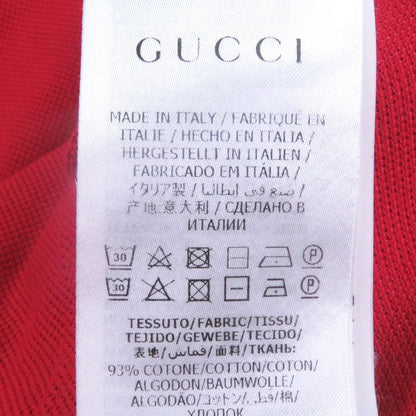 GUCCI
MADE IN ITALY / FABRIQUÉ EN
ITALIE / HECHO EN ITALIA /
HERGESTELLT IN ITALIEN /
FABRICADO EM ITÁLIA /
イタリア製 / صنع في ايطاليا /
产地:意大利 / СДЕЛАНО В
ИТАЛИИ
30 P
30 P
TESSUTO/FABRIC/TISSU/
TEJIDO/GEWEBE/TECIDO/
表地/قماش/面料/ТКАНЬ:
93% COTONE/COTTON/COTON/
ALGODON/BAUMWOLLE/
ALGODÃO/コットン/قطن/棉/
ХЛОПОК